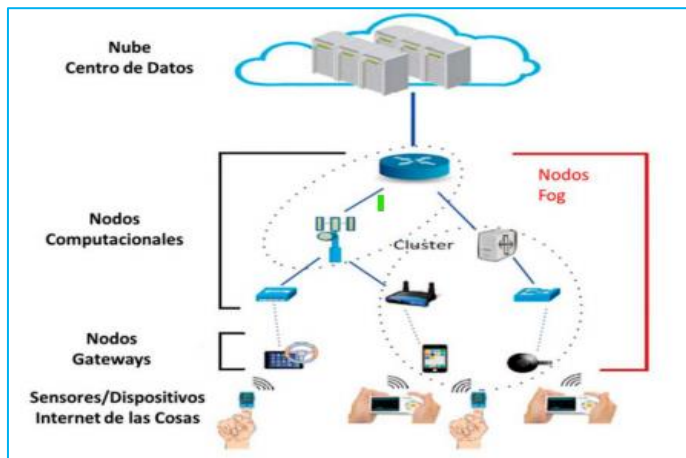 Nube
Centro de Datos
Nodos
Fog
Nodos
Computacionales
Cluster
Nodos
Gateways
Sensores/Dispositivos
Internet de las Cosas